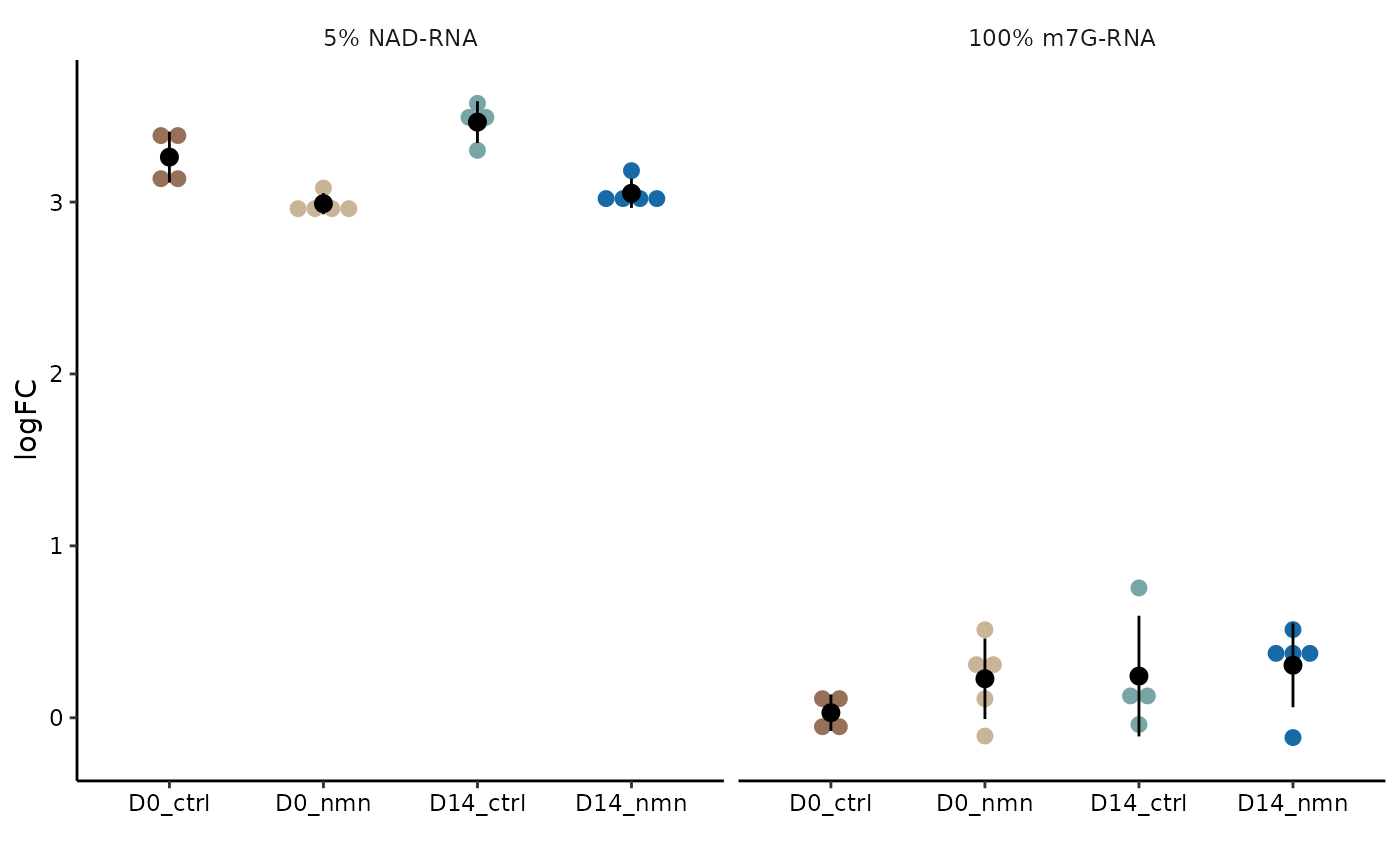 5% NAD-RNA
100% m7G-RNA
logFC
3
2
1
0
D0_ctrl
D0_nmn
D14_ctrl
D14_nmn
D0_ctrl
D0_nmn
D14_ctrl
D14_nmn